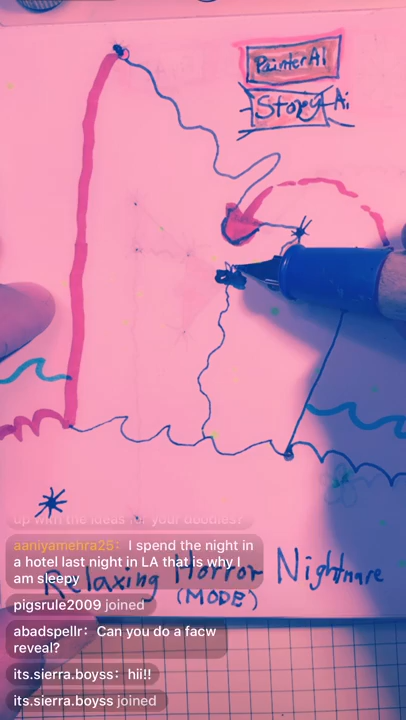 PainterAI
Story Ai
up with the ideas for your doodles?
aaniyamehra25: I spend the night in
a hotel last night in LA that is why I
am sleepy
Relaxing Horror Nightmare
(MODE)
pigsrule2009 joined
abadspellr: Can you do a facw
reveal?
its.sierra.boyss: hii!!
its.sierra.boyss joined